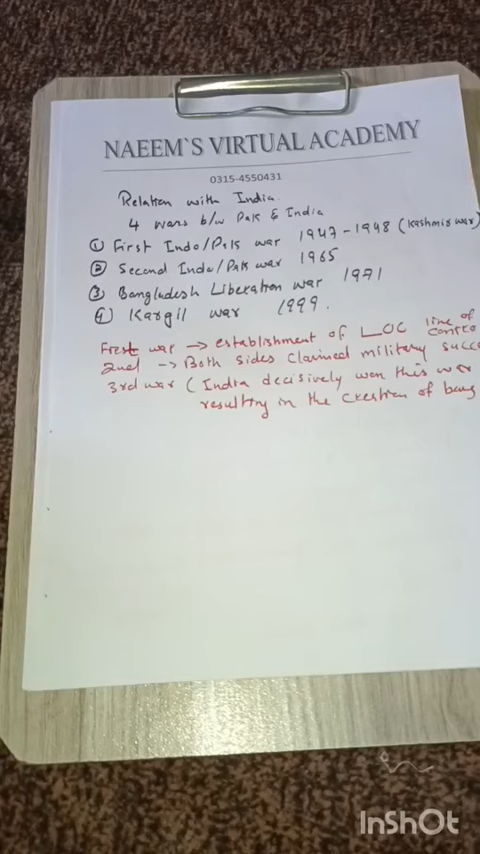 NAEEM`S VIRTUAL ACADEMY
0315-4550431
Relation with India.
4 wars b/w Pak & India
① First Indo/Pak war 1947-1948 (Kashmir war)
② Second Indo/Pak war 1965
③ Bangladesh Liberation war 1971
④ Kargil war 1999.
First war → establishment of LOC line of
2nd → Both sides claimed military succe
3rd war ( India decisively won this war
resulting in the creation of bang
InShOt